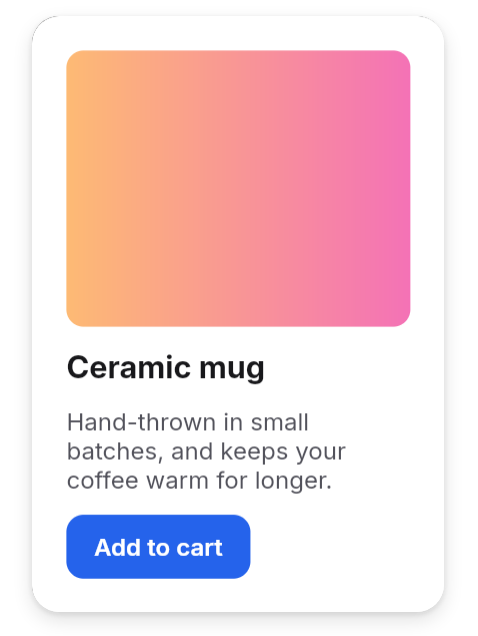 Ceramic mug
Hand-thrown in small
batches, and keeps your
coffee warm for longer.
Add to cart